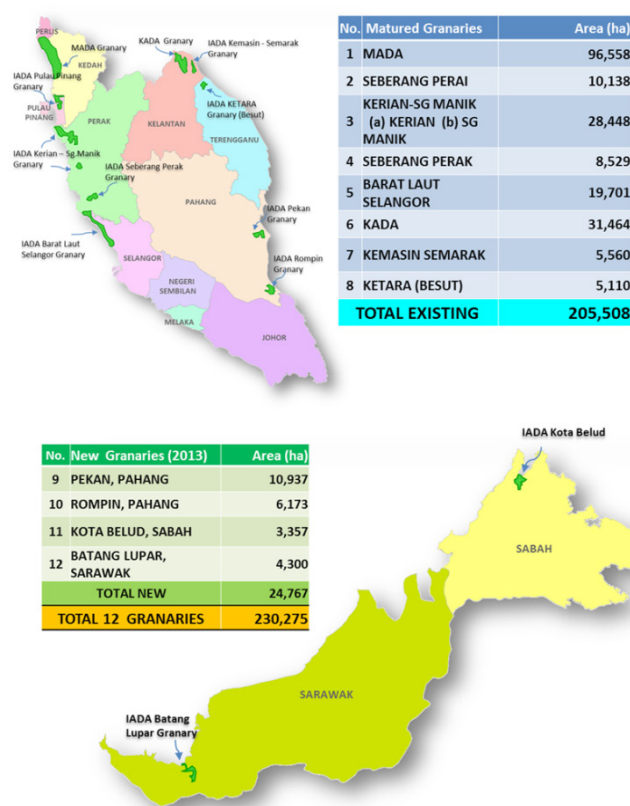 PERLIS
MADA Granary
KEDAH
IADA Pulau Pinang
Granary
PULAU
PINANG
IADA Kerian – Sg.Manik
Granary
PERAK
KADA Granary
IADA Kemasin - Semarak
Granary
KELANTAN
IADA KETARA
Granary (Besut)
TERENGGANU
IADA Seberang Perak
Granary
PAHANG
IADA Pekan
Granary
IADA Barat Laut
Selangor Granary
SELANGOR
IADA Rompin
Granary
NEGERI
SEMBILAN
MELAKA
JOHOR
No. Matured Granaries Area (ha)
1 MADA 96,558
2 SEBERANG PERAI 10,138
3 KERIAN-SG MANIK 28,448
(a) KERIAN (b) SG
MANIK
4 SEBERANG PERAK 8,529
5 BARAT LAUT 19,701
SELANGOR
6 KADA 31,464
7 KEMASIN SEMARAK 5,560
8 KETARA (BESUT) 5,110
TOTAL EXISTING 205,508
No. New Granaries (2013) Area (ha)
9 PEKAN, PAHANG 10,937
10 ROMPIN, PAHANG 6,173
11 KOTA BELUD, SABAH 3,357
12 BATANG LUPAR, 4,300
SARAWAK
TOTAL NEW 24,767
TOTAL 12 GRANARIES 230,275
IADA Kota Belud
SABAH
SARAWAK
IADA Batang
Lupar Granary